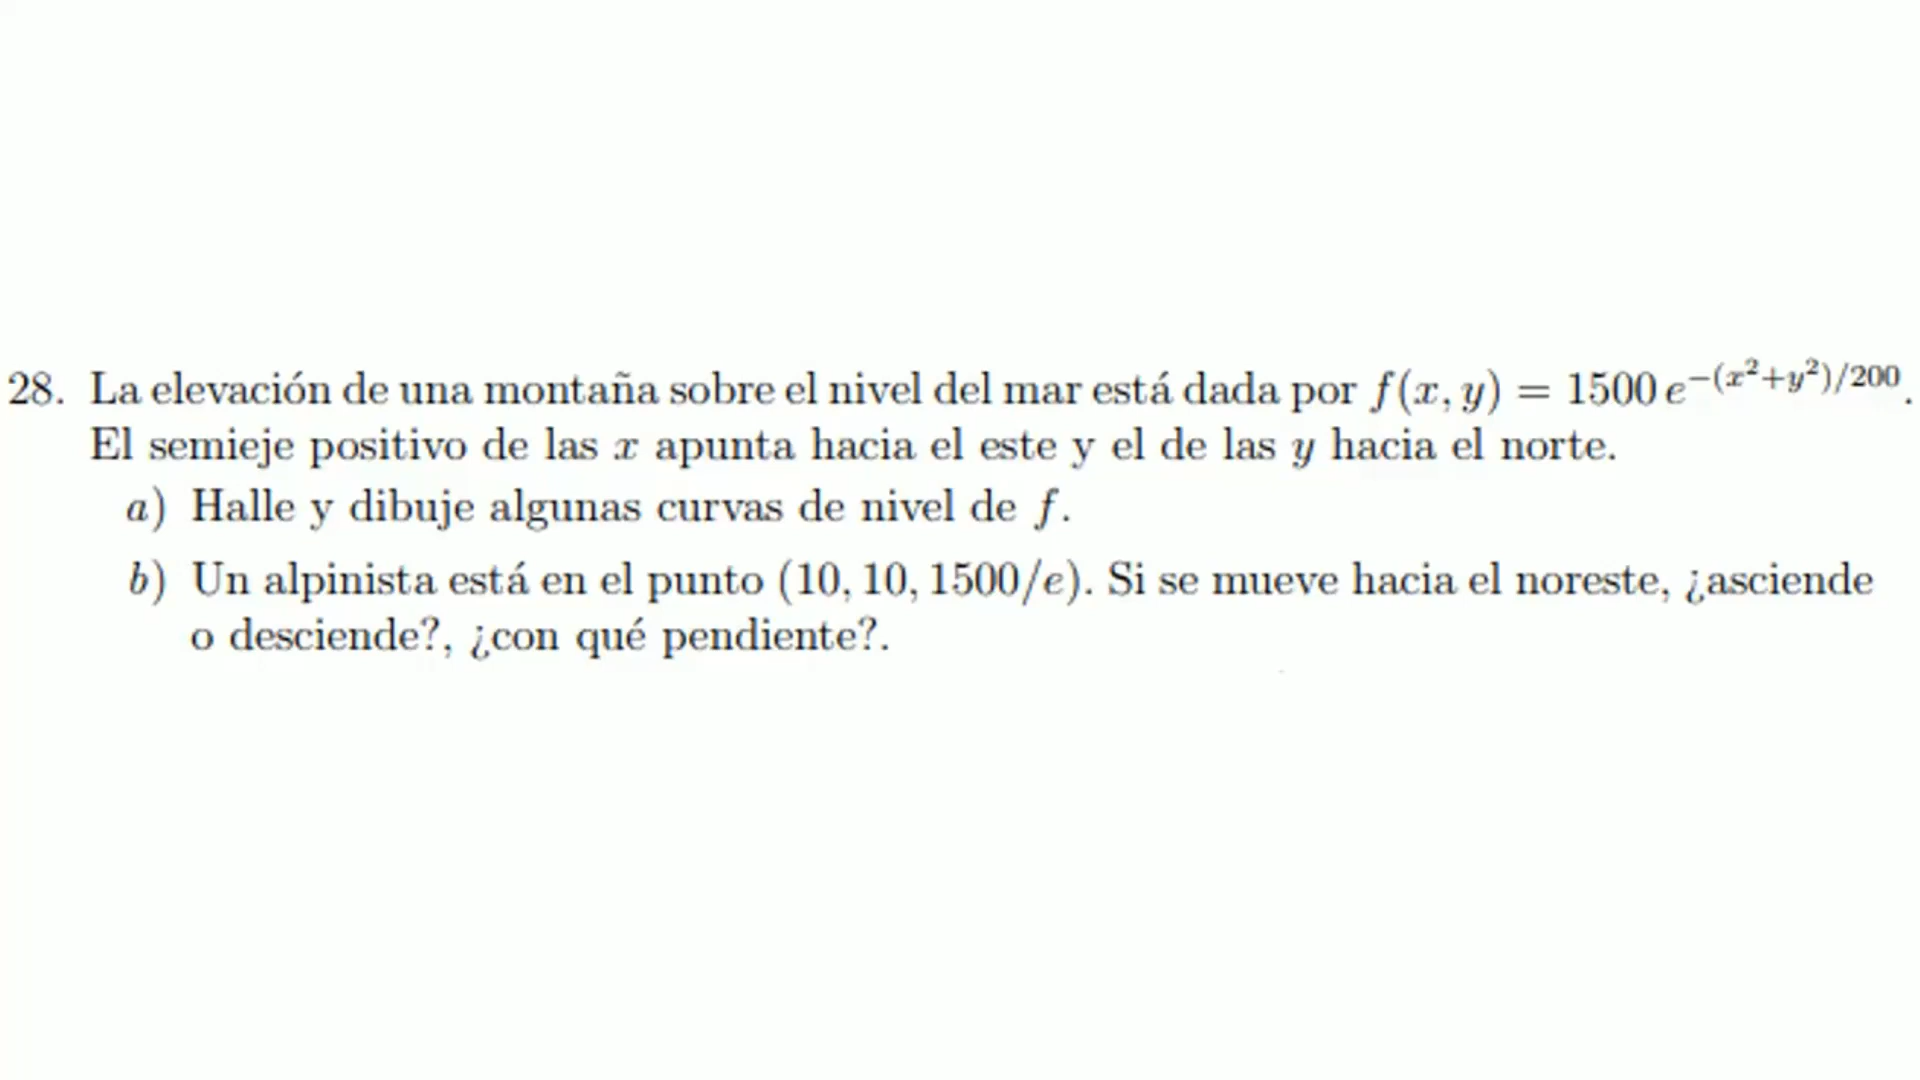 28. La elevación de una montaña sobre el nivel del mar está dada por f(x, y) = 1500 e^{−(x²+y²)/200}.
El semieje positivo de las x apunta hacia el este y el de las y hacia el norte.
a) Halle y dibuje algunas curvas de nivel de f.
b) Un alpinista está en el punto (10, 10, 1500/e). Si se mueve hacia el noreste, ¿asciende
o desciende?, ¿con qué pendiente?.